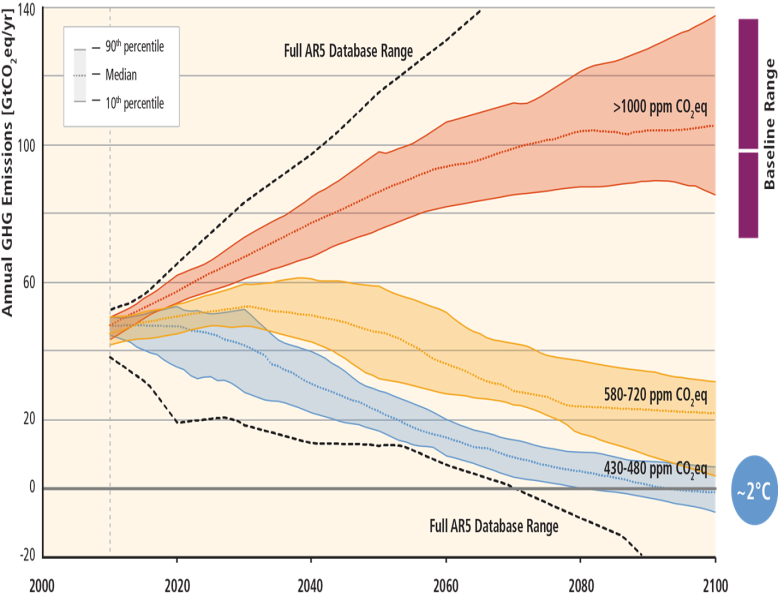 Annual GHG Emissions [GtCO₂eq/yr]
140
100
60
20
0
-20
90th percentile
Median
10th percentile
Full AR5 Database Range
>1000 ppm CO₂eq
580-720 ppm CO₂eq
430-480 ppm CO₂eq
Full AR5 Database Range
Baseline Range
~2°C
2000 2020 2040 2060 2080 2100